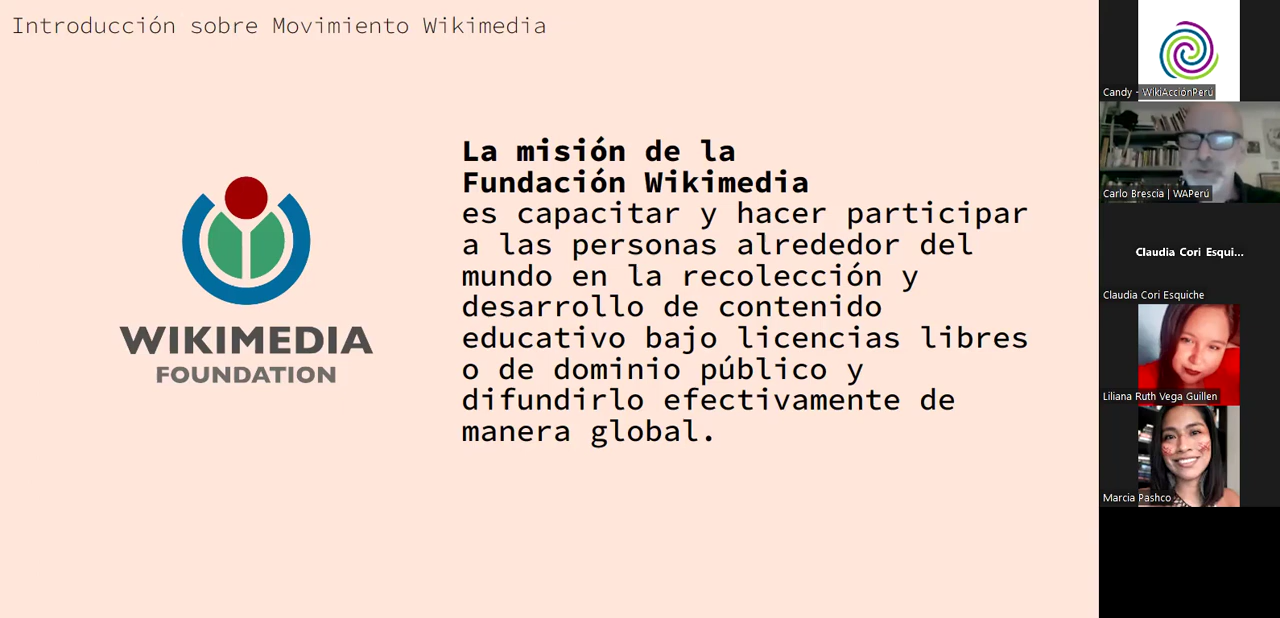 Introducción sobre Movimiento Wikimedia
La misión de la
Fundación Wikimedia
es capacitar y hacer participar
a las personas alrededor del
mundo en la recolección y
desarrollo de contenido
educativo bajo licencias libres
o de dominio público y
difundirlo efectivamente de
manera global.
WIKIMEDIA
FOUNDATION
Candy - WikiAcciónPerú
Carlo Brescia | WAPerú
Claudia Cori Esqui...
Claudia Cori Esquiche
Liliana Ruth Vega Guillen
Marcia Pashco